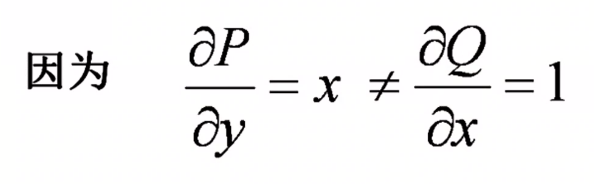 因为 ∂P/∂y = x ≠ ∂Q/∂x = 1